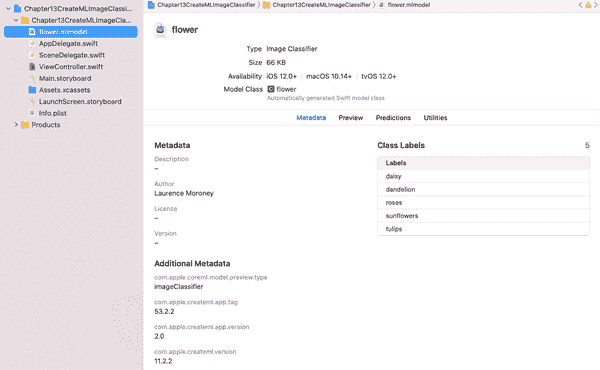 Chapter13CreateMLImageClassi...
Chapter13CreateMLImageClassif...
flower.mlmodel
AppDelegate.swift
SceneDelegate.swift
ViewController.swift
Main.storyboard
Assets.xcassets
LaunchScreen.storyboard
Info.plist
Products
Chapter13CreateMLImageClassifier 〉 Chapter13CreateMLImageClassifier 〉 flower.mlmodel
flower
Type Image Classifier
Size 66 KB
Availability iOS 12.0+ | macOS 10.14+ | tvOS 12.0+
Model Class C flower
Automatically generated Swift model class
Metadata Preview Predictions Utilities
Metadata
Description
–
Author
Laurence Moroney
License
–
Version
–
Additional Metadata
com.apple.coreml.model.preview.type
imageClassifier
com.apple.createml.app.tag
53.2.2
com.apple.createml.app.version
2.0
com.apple.createml.version
11.2.2
Class Labels 5
Labels
daisy
dandelion
roses
sunflowers
tulips